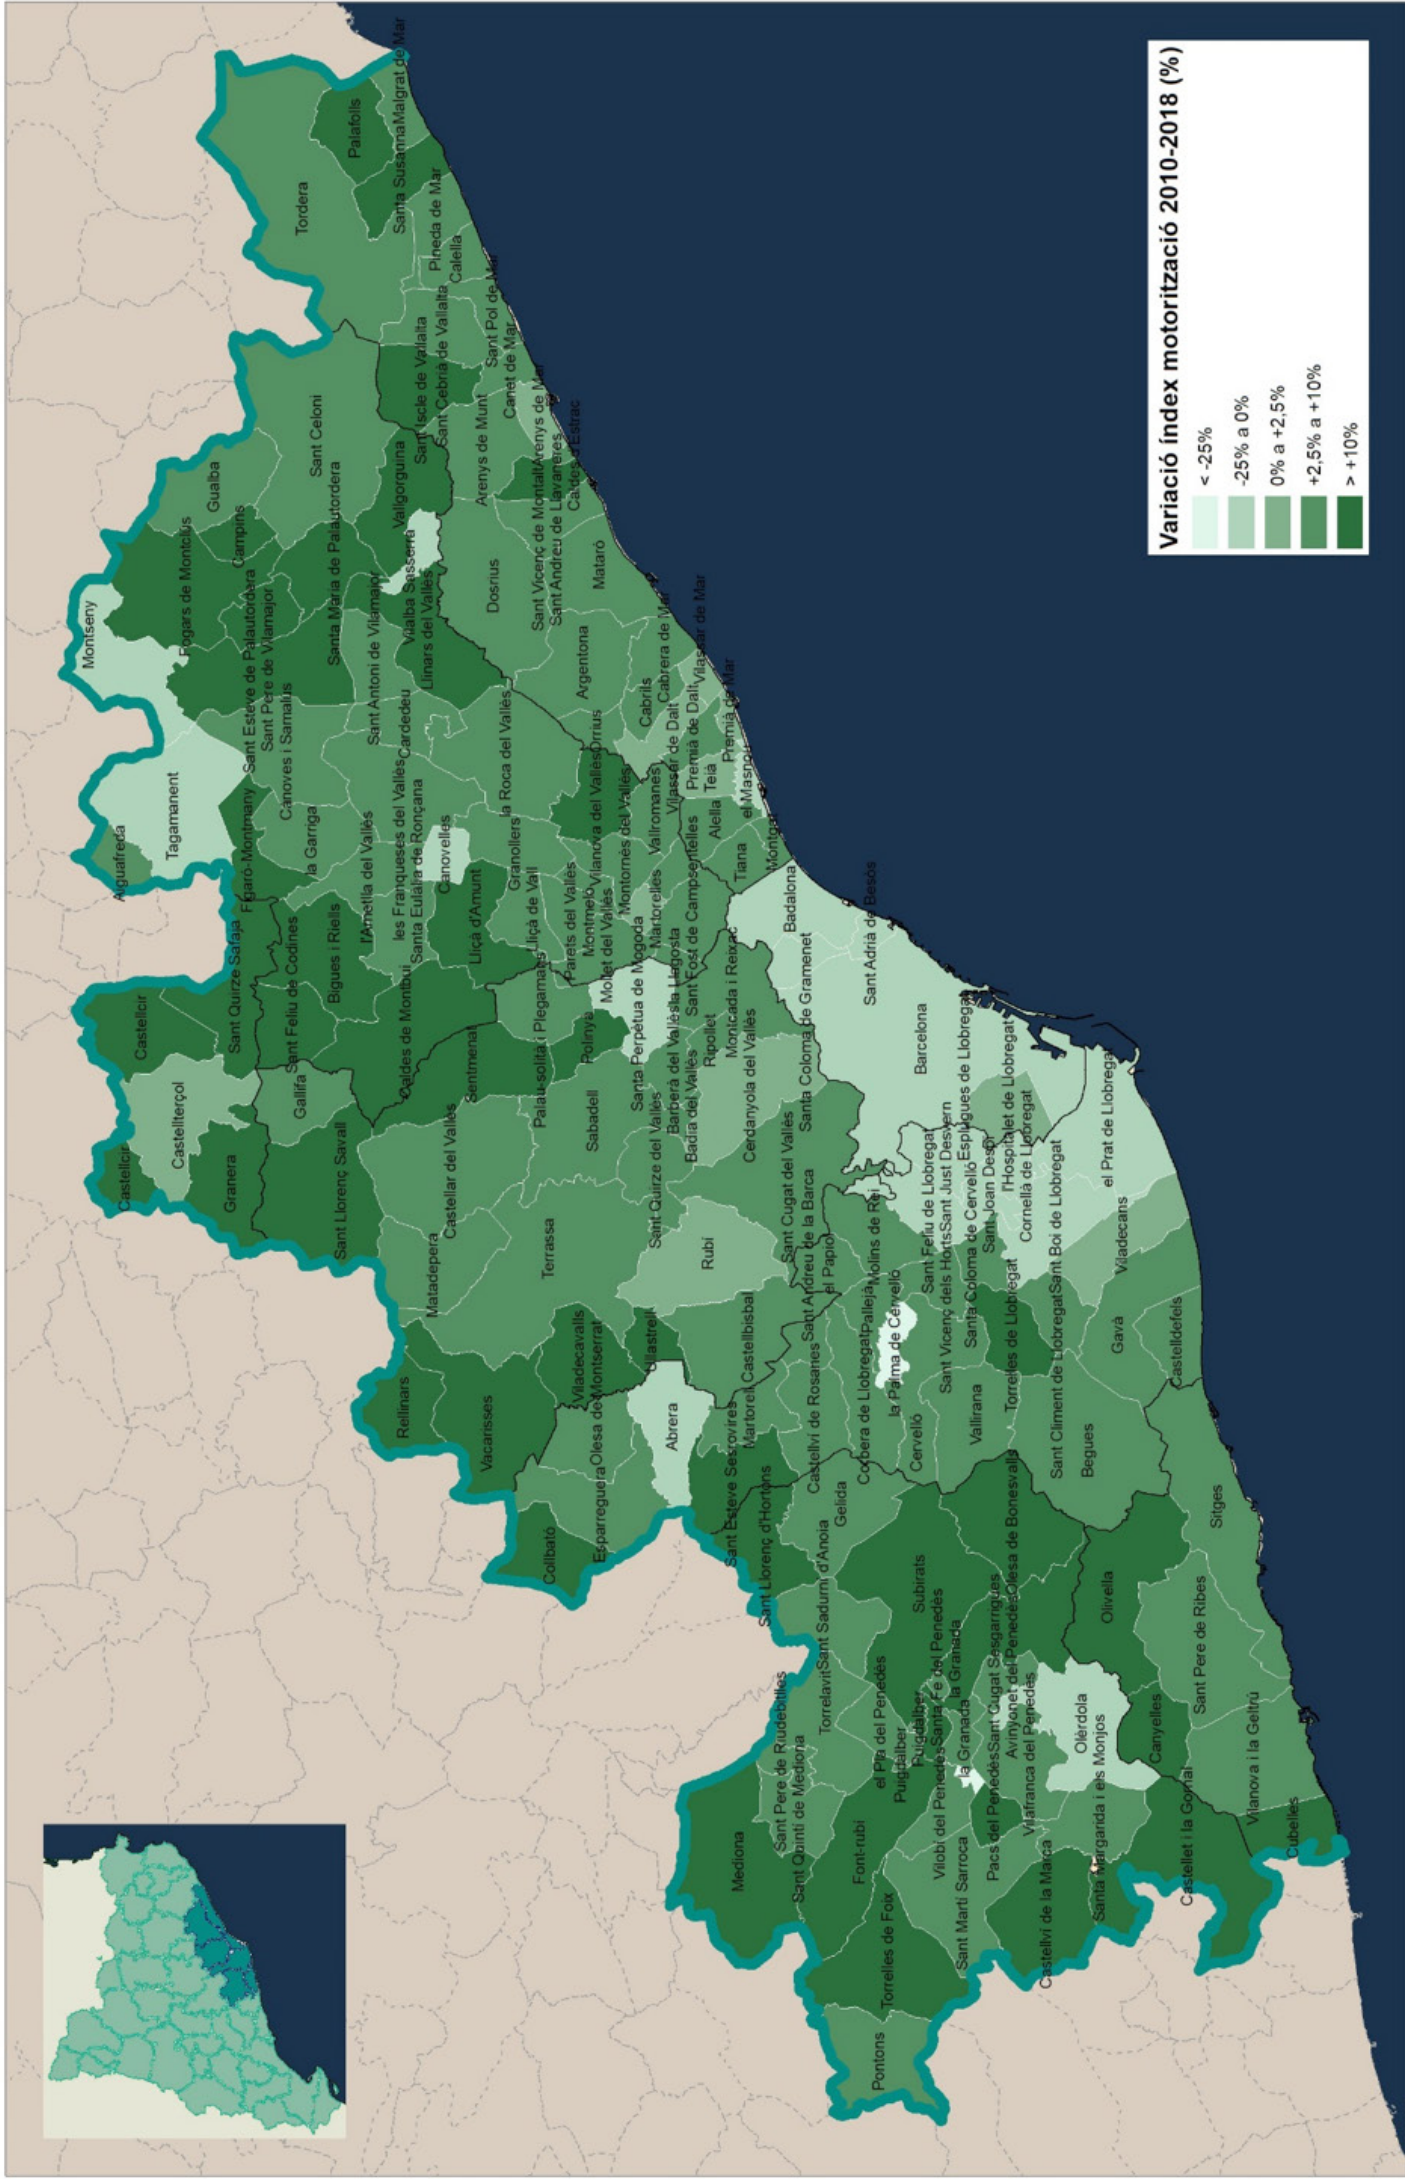 Montseny
Tagamanent
Aiguafreda
Fogars de Montclús
Gualba
Campins
Sant Esteve de Palautordera
Sant Pere de Vilamajor
Cànoves i Samalús
Figaró-Montmany
la Garriga
Sant Celoni
Santa Maria de Palautordera
Sant Antoni de Vilamajor
Tordera
Palafolls
Santa Susanna
Malgrat de Mar
Pineda de Mar
Calella
Sant Iscle de Vallalta
Sant Cebrià de Vallalta
Sant Pol de Mar
Canet de Mar
Arenys de Munt
Arenys de Mar
Sant Vicenç de Montalt
Sant Andreu de Llavaneres
Caldes d'Estrac
Vallgorguina
Vilalba Sasserra
Llinars del Vallès
Dosrius
Mataró
Argentona
Cabrils
Cabrera de Mar
Vilassar de Mar
Vilassar de Dalt
Premià de Dalt
Premià de Mar
Teià
el Masnou
Alella
Tiana
Montgat
Òrrius
la Roca del Vallès
Cardedeu
les Franqueses del Vallès
Santa Eulàlia de Ronçana
l'Ametlla del Vallès
Canovelles
Granollers
Lliçà d'Amunt
Lliçà de Vall
Parets del Vallès
Montmeló
Vilanova del Vallès
Montornès del Vallès
Vallromanes
Martorelles
Mollet del Vallès
Santa Perpètua de Mogoda
la Llagosta
Sant Fost de Campsentelles
Montcada i Reixac
Ripollet
Cerdanyola del Vallès
Badia del Vallès
Barberà del Vallès
Castellcir
Castellterçol
Castellcir
Granera
Gallifa
Sant Quirze Safaja
Sant Feliu de Codines
Bigues i Riells
Caldes de Montbui
Sant Llorenç Savall
Sentmenat
Palau-solità i Plegamans
Polinyà
Sabadell
Castellar del Vallès
Matadepera
Terrassa
Sant Quirze del Vallès
Rubí
Sant Cugat del Vallès
Badalona
Santa Coloma de Gramenet
Sant Adrià de Besòs
Barcelona
Esplugues de Llobregat
l'Hospitalet de Llobregat
Cornellà de Llobregat
el Prat de Llobregat
Sant Feliu de Llobregat
Sant Just Desvern
Sant Joan Despí
Santa Coloma de Cervelló
Sant Vicenç dels Horts
Sant Boi de Llobregat
Viladecans
Gavà
Castelldefels
Torrelles de Llobregat
Sant Climent de Llobregat
Begues
Vallirana
Cervelló
la Palma de Cervelló
Molins de Rei
Pallejà
Corbera de Llobregat
el Papiol
Sant Andreu de la Barca
Castellví de Rosanes
Castellbisbal
Martorell
Rellinars
Vacarisses
Viladecavalls
Ullastrell
Olesa de Montserrat
Esparreguera
Collbató
Abrera
Sant Esteve Sesrovires
Sant Llorenç d'Hortons
Gelida
Sant Sadurní d'Anoia
Torrelavit
Subirats
Sant Pere de Riudebitlles
Sant Quintí de Mediona
Mediona
Font-rubí
el Pla del Penedès
Puigdàlber
Puigdàlber
Santa Fe del Penedès
la Granada
la Granada
Vilobí del Penedès
Sant Cugat Sesgarrigues
Pacs del Penedès
Avinyonet del Penedès
Olesa de Bonesvalls
Vilafranca del Penedès
Olèrdola
Santa Margarida i els Monjos
Sant Martí Sarroca
Torrelles de Foix
Pontons
Castellví de la Marca
Castellet i la Gornal
Olivella
Canyelles
Sitges
Sant Pere de Ribes
Vilanova i la Geltrú
Cubelles
Variació índex motorització 2010-2018 (%)
< -25%
-25% a 0%
0% a +2,5%
+2,5% a +10%
> +10%